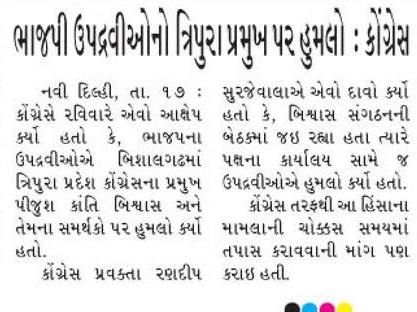 ભાજપી ઉપદ્રવીઓનો ત્રિપુરા પ્રમુખ પર હુમલો : કોંગ્રેસ
નવી દિલ્હી, તા. ૧૭ :
કોંગ્રેસે રવિવારે એવો આક્ષેપ
કર્યો હતો કે, ભાજપના
ઉપદ્રવીઓએ બિશાલગઢમાં
ત્રિપુરા પ્રદેશ કોંગ્રેસના પ્રમુખ
પીજુશ કાંતિ બિશ્વાસ અને
તેમના સમર્થકો પર હુમલો કર્યો
હતો.
કોંગ્રેસ પ્રવક્તા રણદીપ
સુરજેવાલાએ એવો દાવો કર્યો
હતો કે, બિશ્વાસ સંગઠનની
બેઠકમાં જઇ રહ્યા હતા ત્યારે
પક્ષના કાર્યાલય સામે જ
ઉપદ્રવીઓએ હુમલો કર્યો હતો.
કોંગ્રેસ તરફથી આ હિંસાના
મામલાની ચોક્કસ સમયમાં
તપાસ કરાવવાની માંગ પણ
કરાઇ હતી.